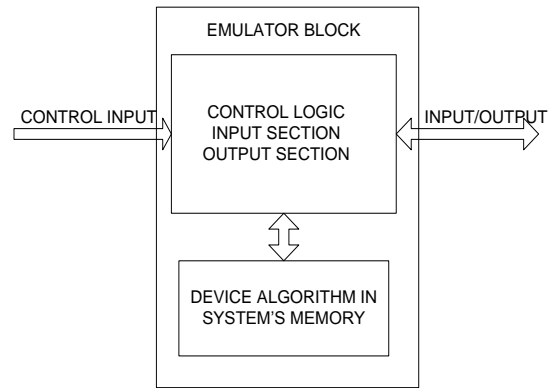 EMULATOR BLOCK
CONTROL INPUT
CONTROL LOGIC
INPUT SECTION
OUTPUT SECTION
INPUT/OUTPUT
DEVICE ALGORITHM IN
SYSTEM'S MEMORY